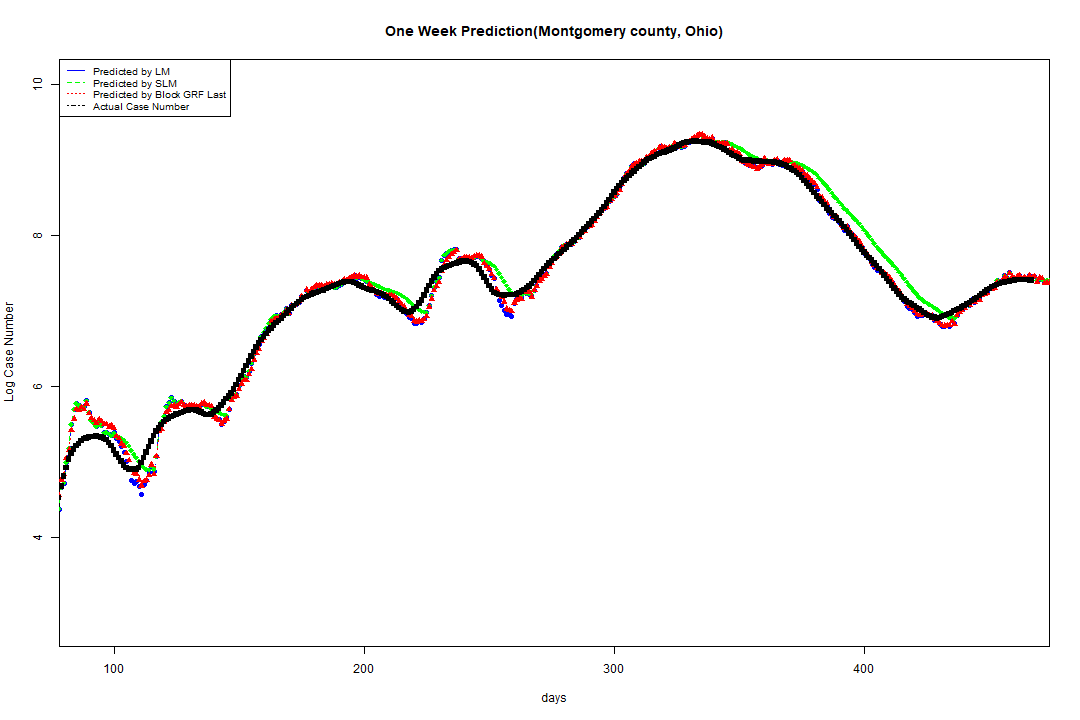 One Week Prediction(Montgomery county, Ohio)
Predicted by LM
Predicted by SLM
Predicted by Block GRF Last
Actual Case Number
10
8
6
4
Log Case Number
100 200 300 400
days